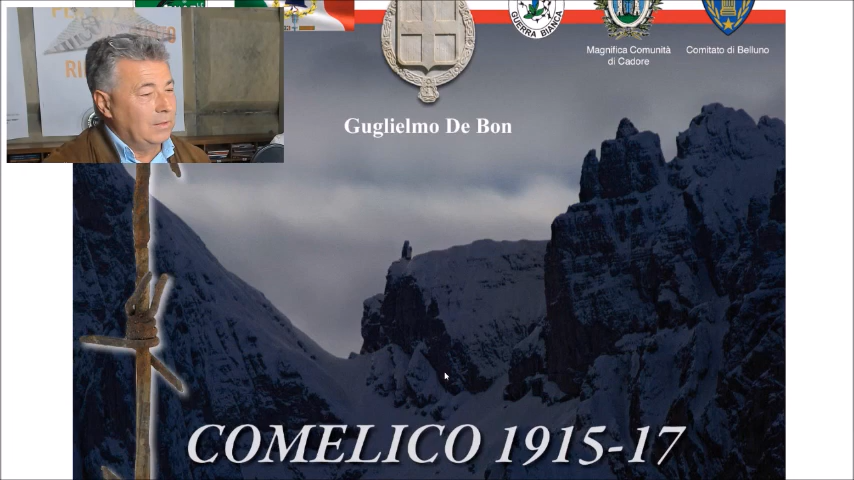 GUERRA BIANCA
Magnifica Comunità
di Cadore
Comitato di Belluno
Guglielmo De Bon
COMELICO 1915-17